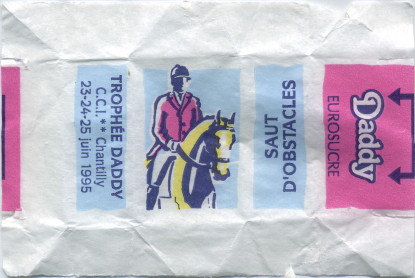 TROPHÉE DADDY
C.C.I.** Chantilly
23-24-25 juin 1995
SAUT
D'OBSTACLES
Daddy
EUROSUCRE